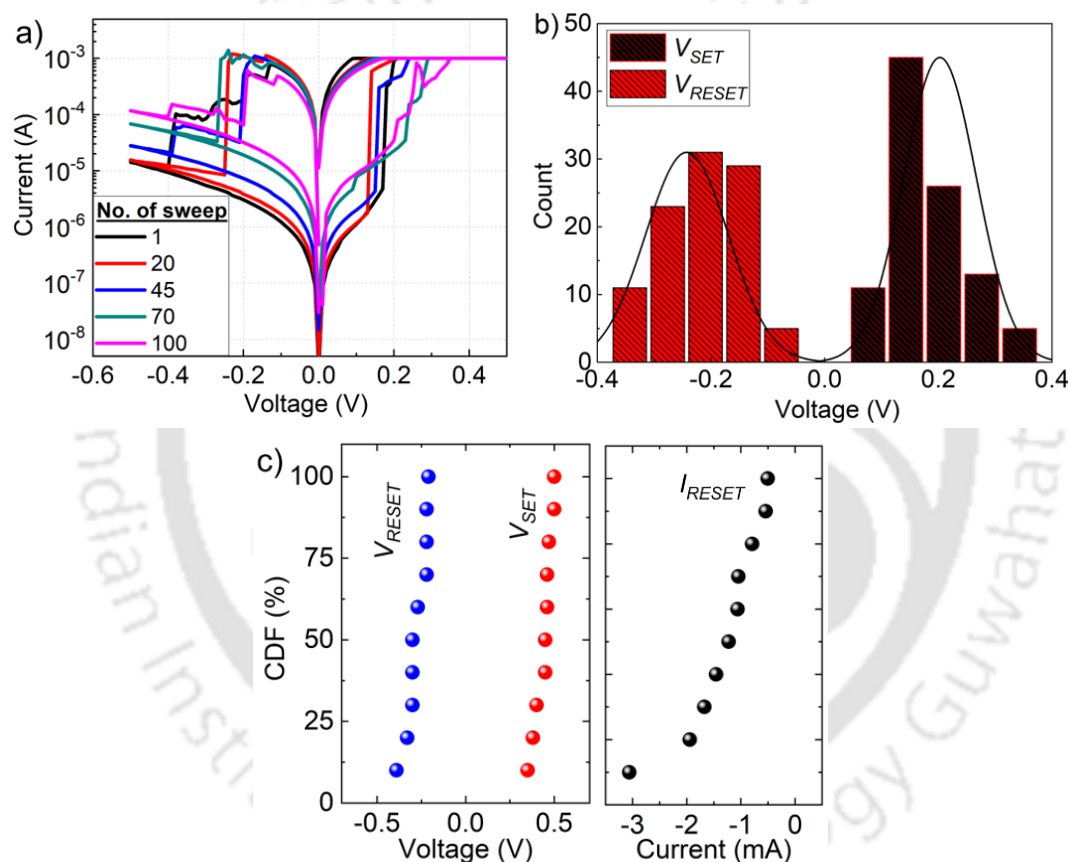 a)
10⁻³
10⁻⁴
10⁻⁵
10⁻⁶
10⁻⁷
10⁻⁸
Current (A)
No. of sweep
1
20
45
70
100
-0.6 -0.4 -0.2 0.0 0.2 0.4
Voltage (V)
b)
50
40
30
20
10
0
Count
V_SET
V_RESET
-0.4 -0.2 0.0 0.2 0.4
Voltage (V)
c)
100
75
50
25
0
CDF (%)
V_RESET
V_SET
-0.5 0.0 0.5
Voltage (V)
I_RESET
-3 -2 -1 0
Current (mA)